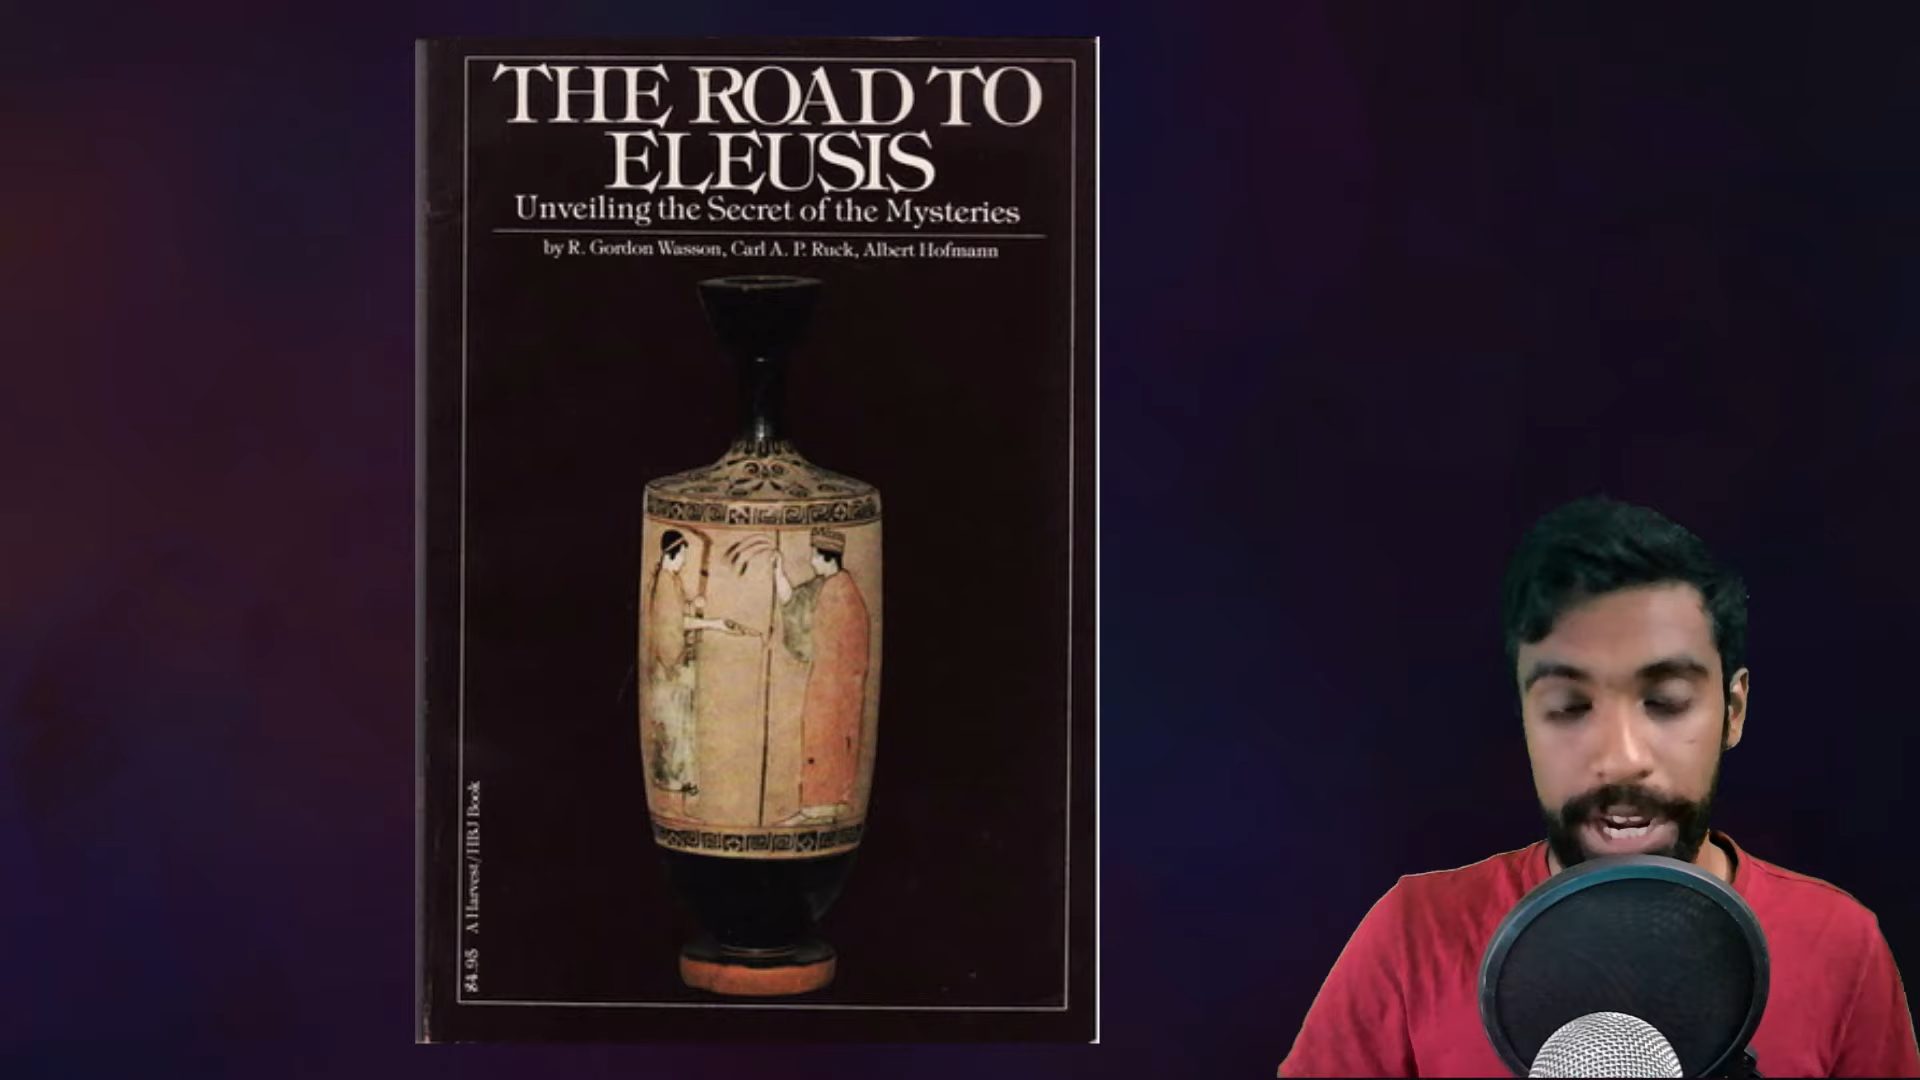 THE ROAD TO
ELEUSIS
Unveiling the Secret of the Mysteries
by R. Gordon Wasson, Carl A. P. Ruck, Albert Hofmann
$4.95 A Harvest/HBJ Book